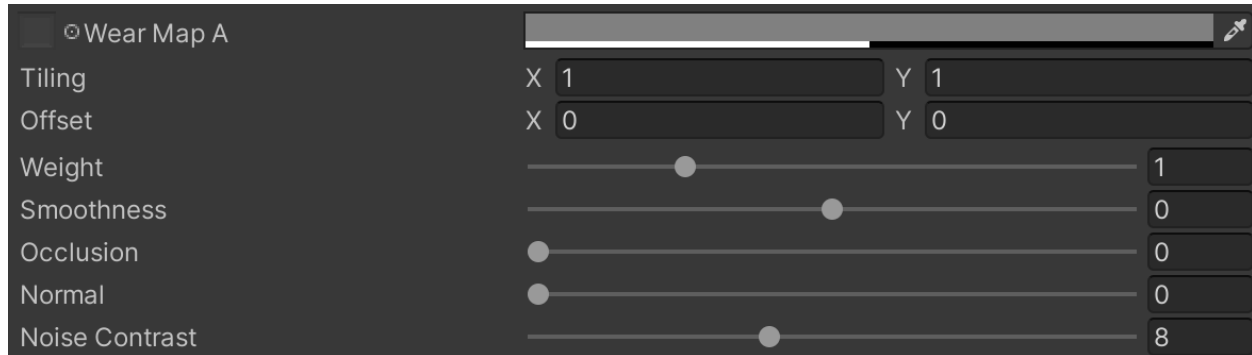 Wear Map A
Tiling X 1 Y 1
Offset X 0 Y 0
Weight 1
Smoothness 0
Occlusion 0
Normal 0
Noise Contrast 8